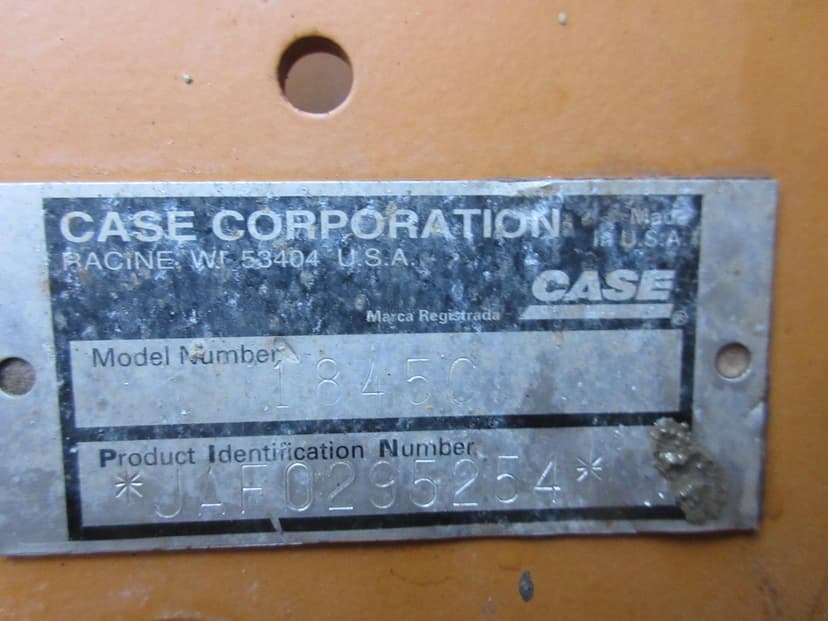 CASE CORPORATION
Made
in U.S.A.
RACINE, WI 53404 U.S.A.
CASE
Marca Registrada
®
Model Number
1845C
Product Identification Number
*JAF0295254*